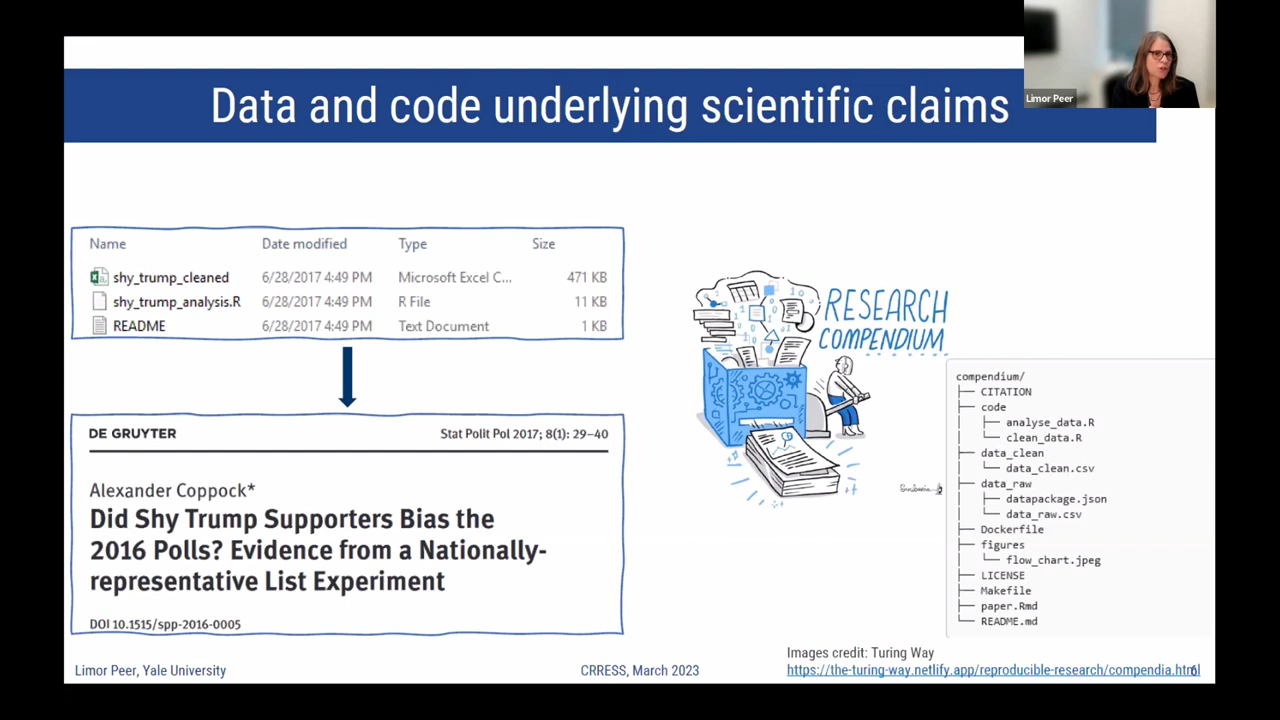 Limor Peer
Data and code underlying scientific claims
Name Date modified Type Size
shy_trump_cleaned 6/28/2017 4:49 PM Microsoft Excel C... 471 KB
shy_trump_analysis.R 6/28/2017 4:49 PM R File 11 KB
README 6/28/2017 4:49 PM Text Document 1 KB
DE GRUYTER Stat Polit Pol 2017; 8(1): 29–40
Alexander Coppock*
Did Shy Trump Supporters Bias the
2016 Polls? Evidence from a Nationally-
representative List Experiment
DOI 10.1515/spp-2016-0005
RESEARCH
COMPENDIUM
compendium/
├── CITATION
├── code
│   ├── analyse_data.R
│   └── clean_data.R
├── data_clean
│   └── data_clean.csv
├── data_raw
│   ├── datapackage.json
│   └── data_raw.csv
├── Dockerfile
├── figures
│   └── flow_chart.jpeg
├── LICENSE
├── Makefile
├── paper.Rmd
└── README.md
Images credit: Turing Way
https://the-turing-way.netlify.app/reproducible-research/compendia.html
Limor Peer, Yale University
CRRESS, March 2023
6